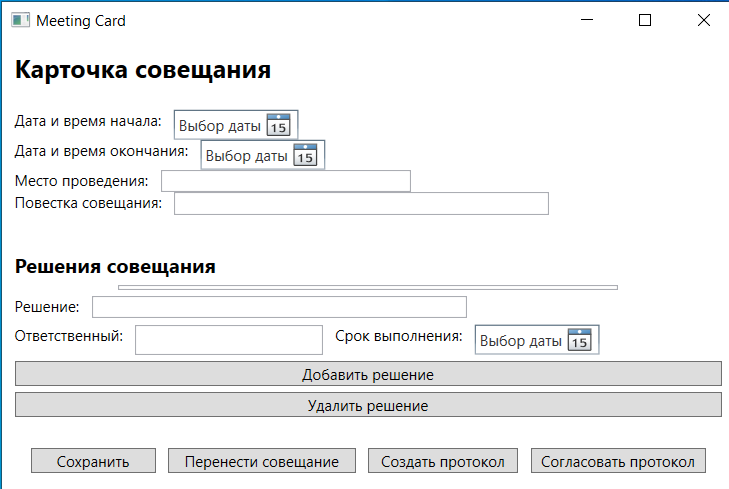 Meeting Card
Карточка совещания
Дата и время начала: Выбор даты 15
Дата и время окончания: Выбор даты 15
Место проведения:
Повестка совещания:
Решения совещания
Решение:
Ответственный: Срок выполнения: Выбор даты 15
Добавить решение
Удалить решение
Сохранить Перенести совещание Создать протокол Согласовать протокол